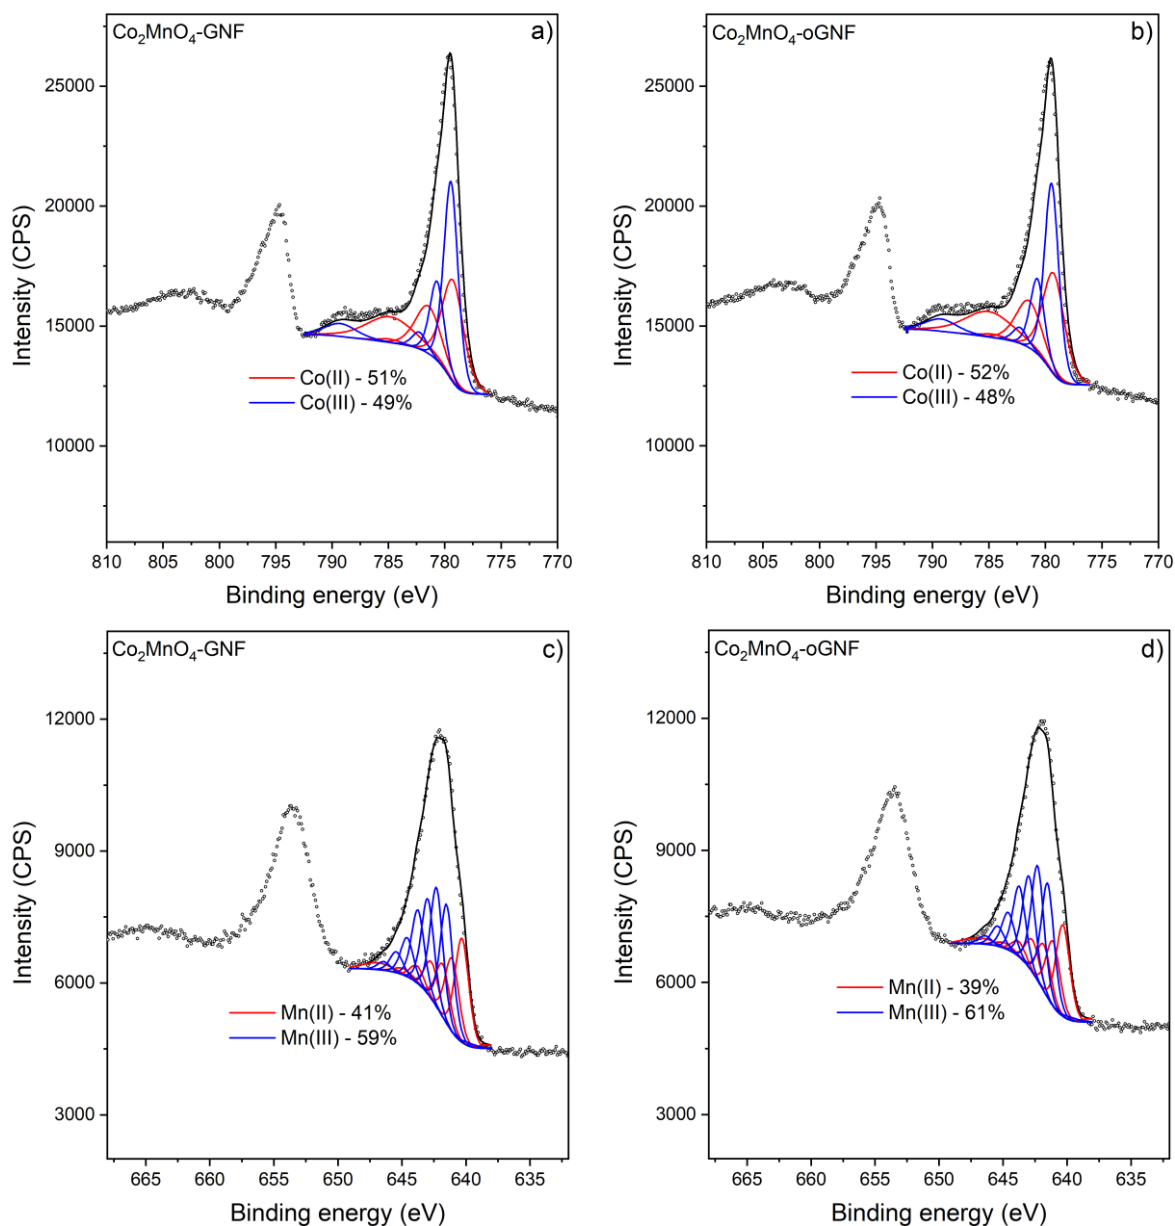 Co₂MnO₄-GNF
a)
25000
20000
15000
10000
Intensity (CPS)
Co(II) - 51%
Co(III) - 49%
810 805 800 795 790 785 780 775 770
Binding energy (eV)
Co₂MnO₄-oGNF
b)
25000
20000
15000
10000
Intensity (CPS)
Co(II) - 52%
Co(III) - 48%
810 805 800 795 790 785 780 775 770
Binding energy (eV)
Co₂MnO₄-GNF
c)
12000
9000
6000
3000
Intensity (CPS)
Mn(II) - 41%
Mn(III) - 59%
665 660 655 650 645 640 635
Binding energy (eV)
Co₂MnO₄-oGNF
d)
12000
9000
6000
3000
Intensity (CPS)
Mn(II) - 39%
Mn(III) - 61%
665 660 655 650 645 640 635
Binding energy (eV)